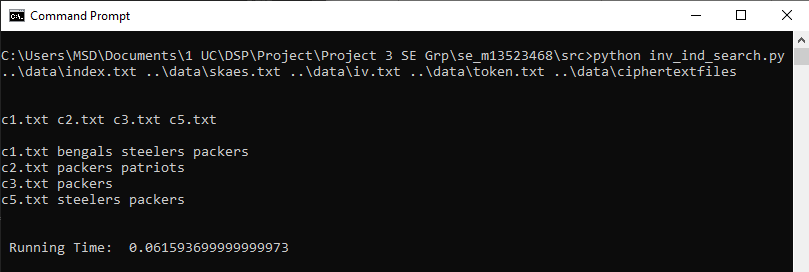 Command Prompt
C:\Users\MSD\Documents\1 UC\DSP\Project\Project 3 SE Grp\se_m13523468\src>python inv_ind_search.py
..\data\index.txt ..\data\skaes.txt ..\data\iv.txt ..\data\token.txt ..\data\ciphertextfiles
c1.txt c2.txt c3.txt c5.txt
c1.txt bengals steelers packers
c2.txt packers patriots
c3.txt packers
c5.txt steelers packers
Running Time:  0.061593699999999973